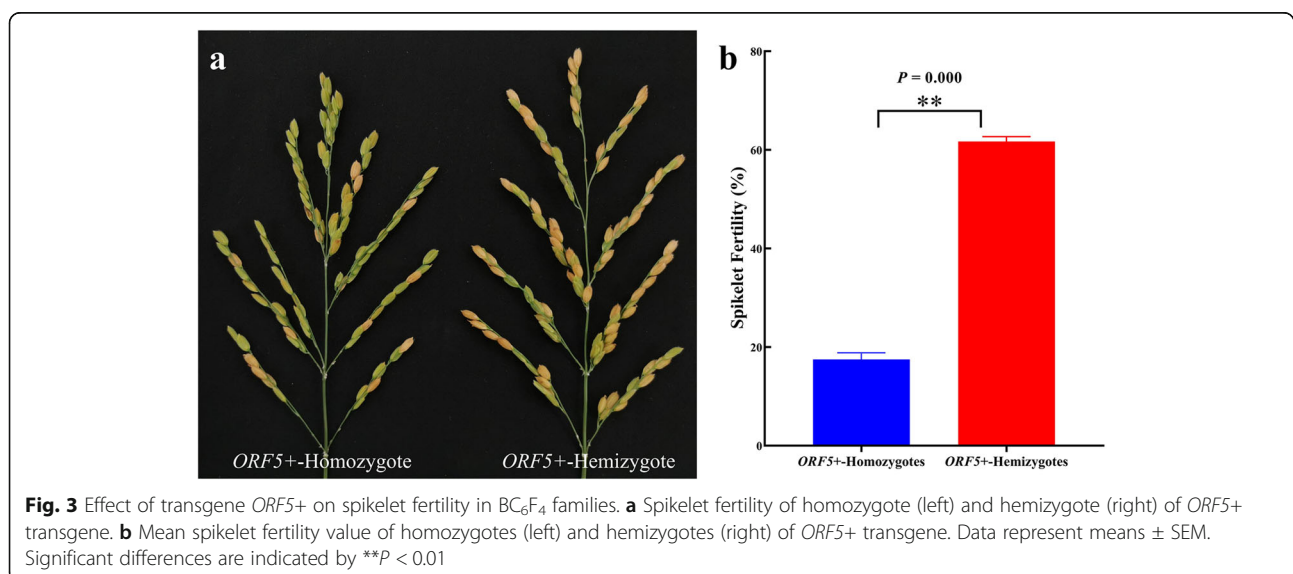 a
ORF5+-Homozygote
ORF5+-Hemizygote
b
P = 0.000
**
Spikelet Fertility (%)
80
60
40
20
0
ORF5+-Homozygotes
ORF5+-Hemizygotes
Fig. 3 Effect of transgene ORF5+ on spikelet fertility in BC₆F₄ families. a Spikelet fertility of homozygote (left) and hemizygote (right) of ORF5+
transgene. b Mean spikelet fertility value of homozygotes (left) and hemizygotes (right) of ORF5+ transgene. Data represent means ± SEM.
Significant differences are indicated by **P < 0.01